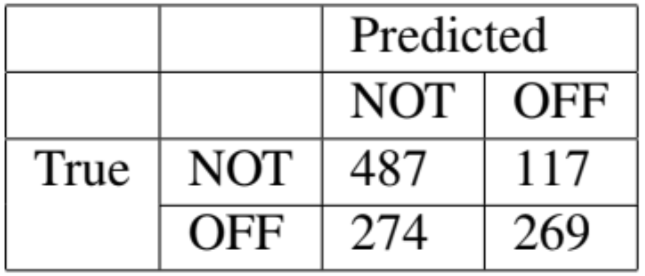 Predicted
NOT OFF
True NOT 487 117
OFF 274 269